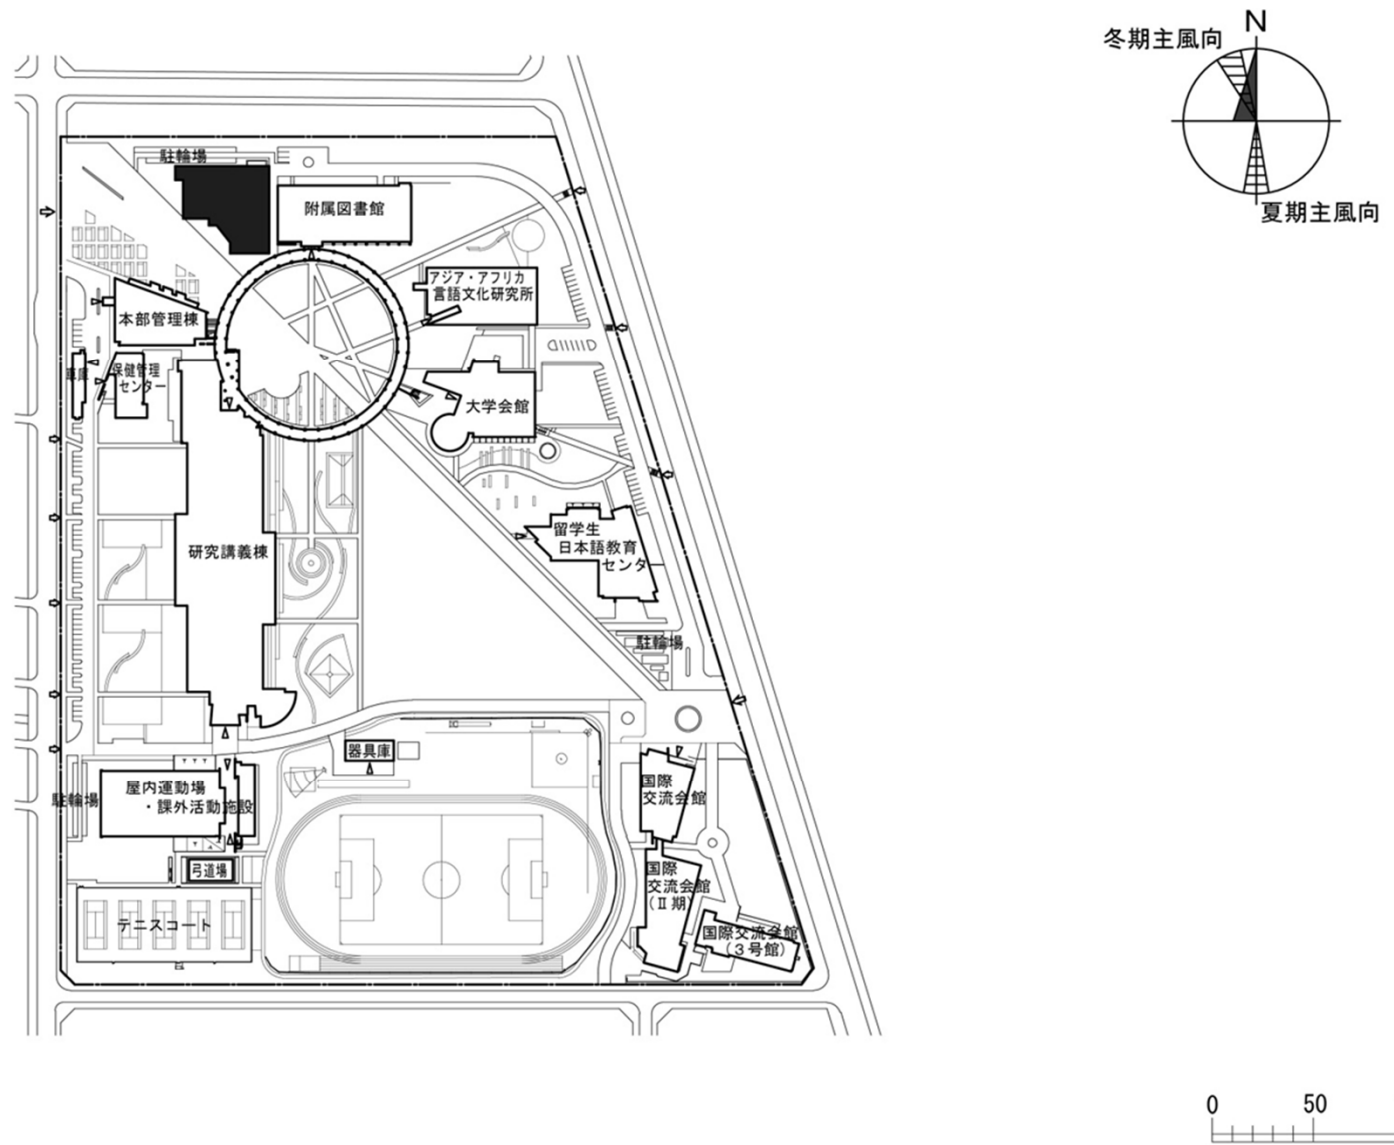 N
冬期主風向
夏期主風向
駐輪場
附属図書館
アジア・アフリカ
言語文化研究所
本部管理棟
車庫
保健管理
センター
大学会館
留学生
日本語教育
センタ
研究講義棟
駐輪場
器具庫
屋内運動場
・課外活動施設
駐輪場
国際
交流会館
弓道場
国際
交流会館
(Ⅱ期)
テニスコート
国際交流会館
(3号館)
0
50